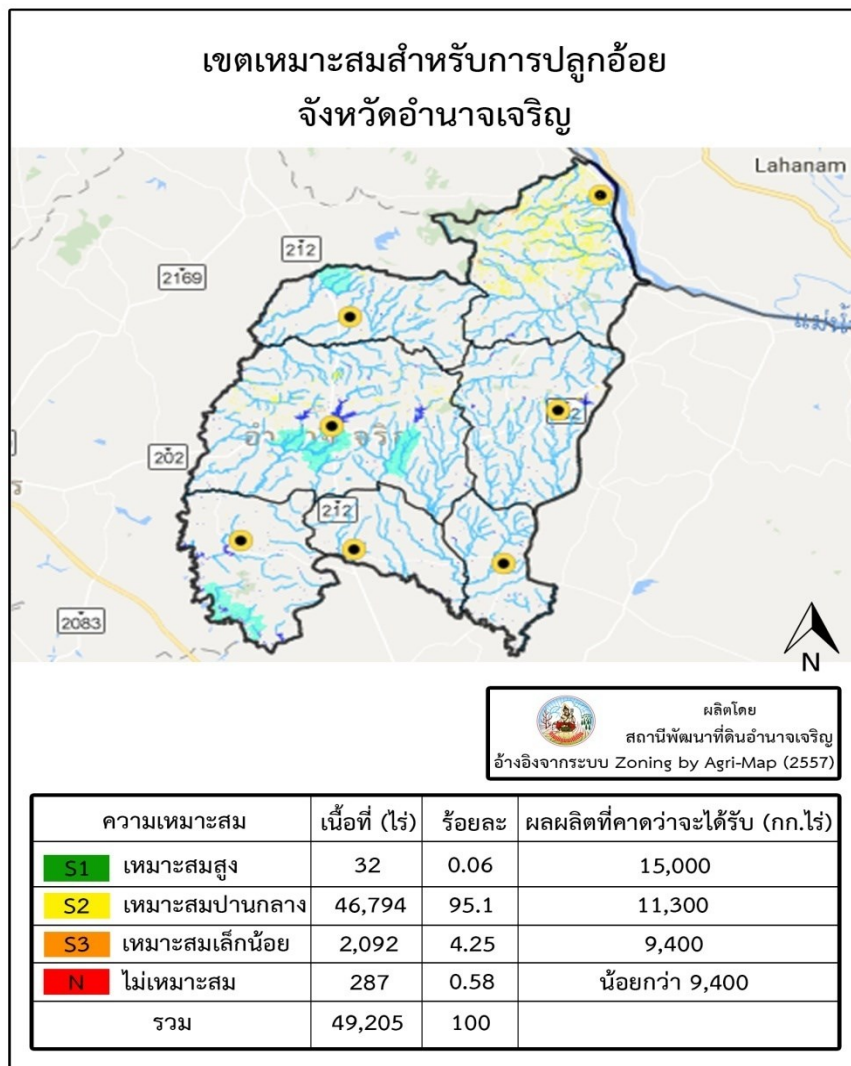 เขตเหมาะสมสำหรับการปลูกอ้อย
จังหวัดอำนาจเจริญ
Lahanam
212
2169
202
212
2083
N
ผลิตโดย
สถานีพัฒนาที่ดินอำนาจเจริญ
อ้างอิงจากระบบ Zoning by Agri-Map (2557)
ความเหมาะสม เนื้อที่ (ไร่) ร้อยละ ผลผลิตที่คาดว่าจะได้รับ (กก.ไร่)
S1 เหมาะสมสูง 32 0.06 15,000
S2 เหมาะสมปานกลาง 46,794 95.1 11,300
S3 เหมาะสมเล็กน้อย 2,092 4.25 9,400
N ไม่เหมาะสม 287 0.58 น้อยกว่า 9,400
รวม 49,205 100